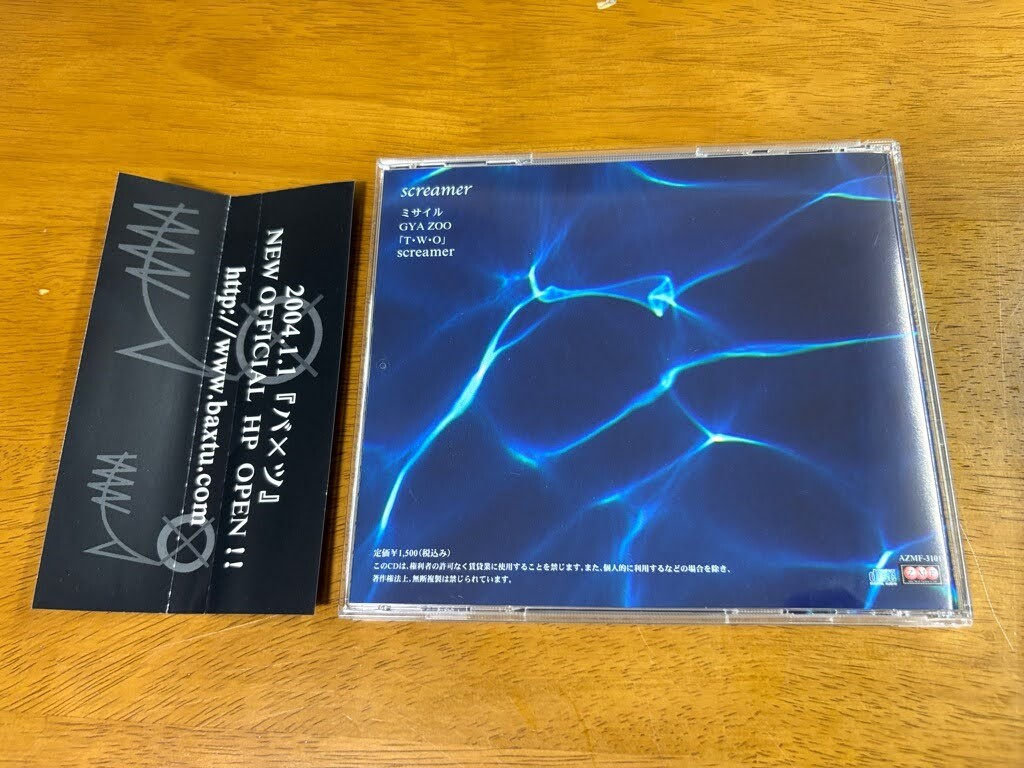 2004.1.1『バ×ツ』
NEW OFFICIAL HP OPEN!!
http://www.baxtu.com
screamer
ミサイル
GYA ZOO
「T・W・O」
screamer
定価¥1,500(税込み)
このCDは、権利者の許可なく賃貸業に使用することを禁じます。また、個人的に利用するなどの場合を除き、
著作権法上、無断複製は禁じられています。
AZMF-3101